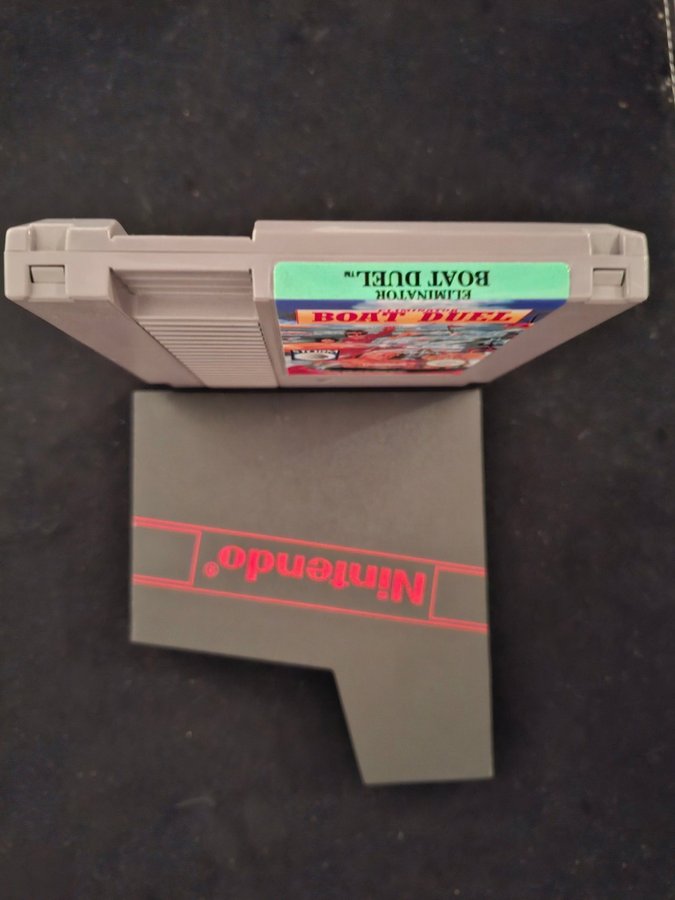 ELIMINATOR
BOAT DUEL™
BOAT DUEL
Nintendo®